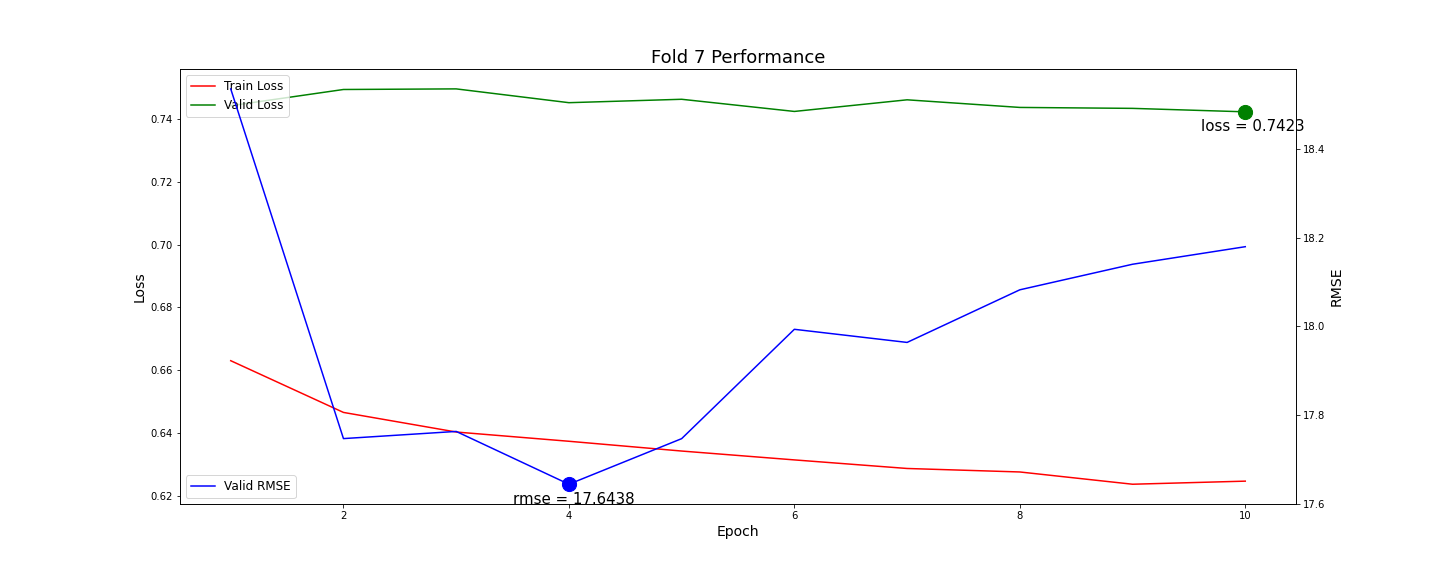 Fold 7 Performance
Train Loss
Valid Loss
0.74
0.72
0.70
0.68
0.66
0.64
0.62
Loss
loss = 0.7423
18.4
18.2
18.0
17.8
17.6
RMSE
Valid RMSE
rmse = 17.6438
2
4
6
8
10
Epoch